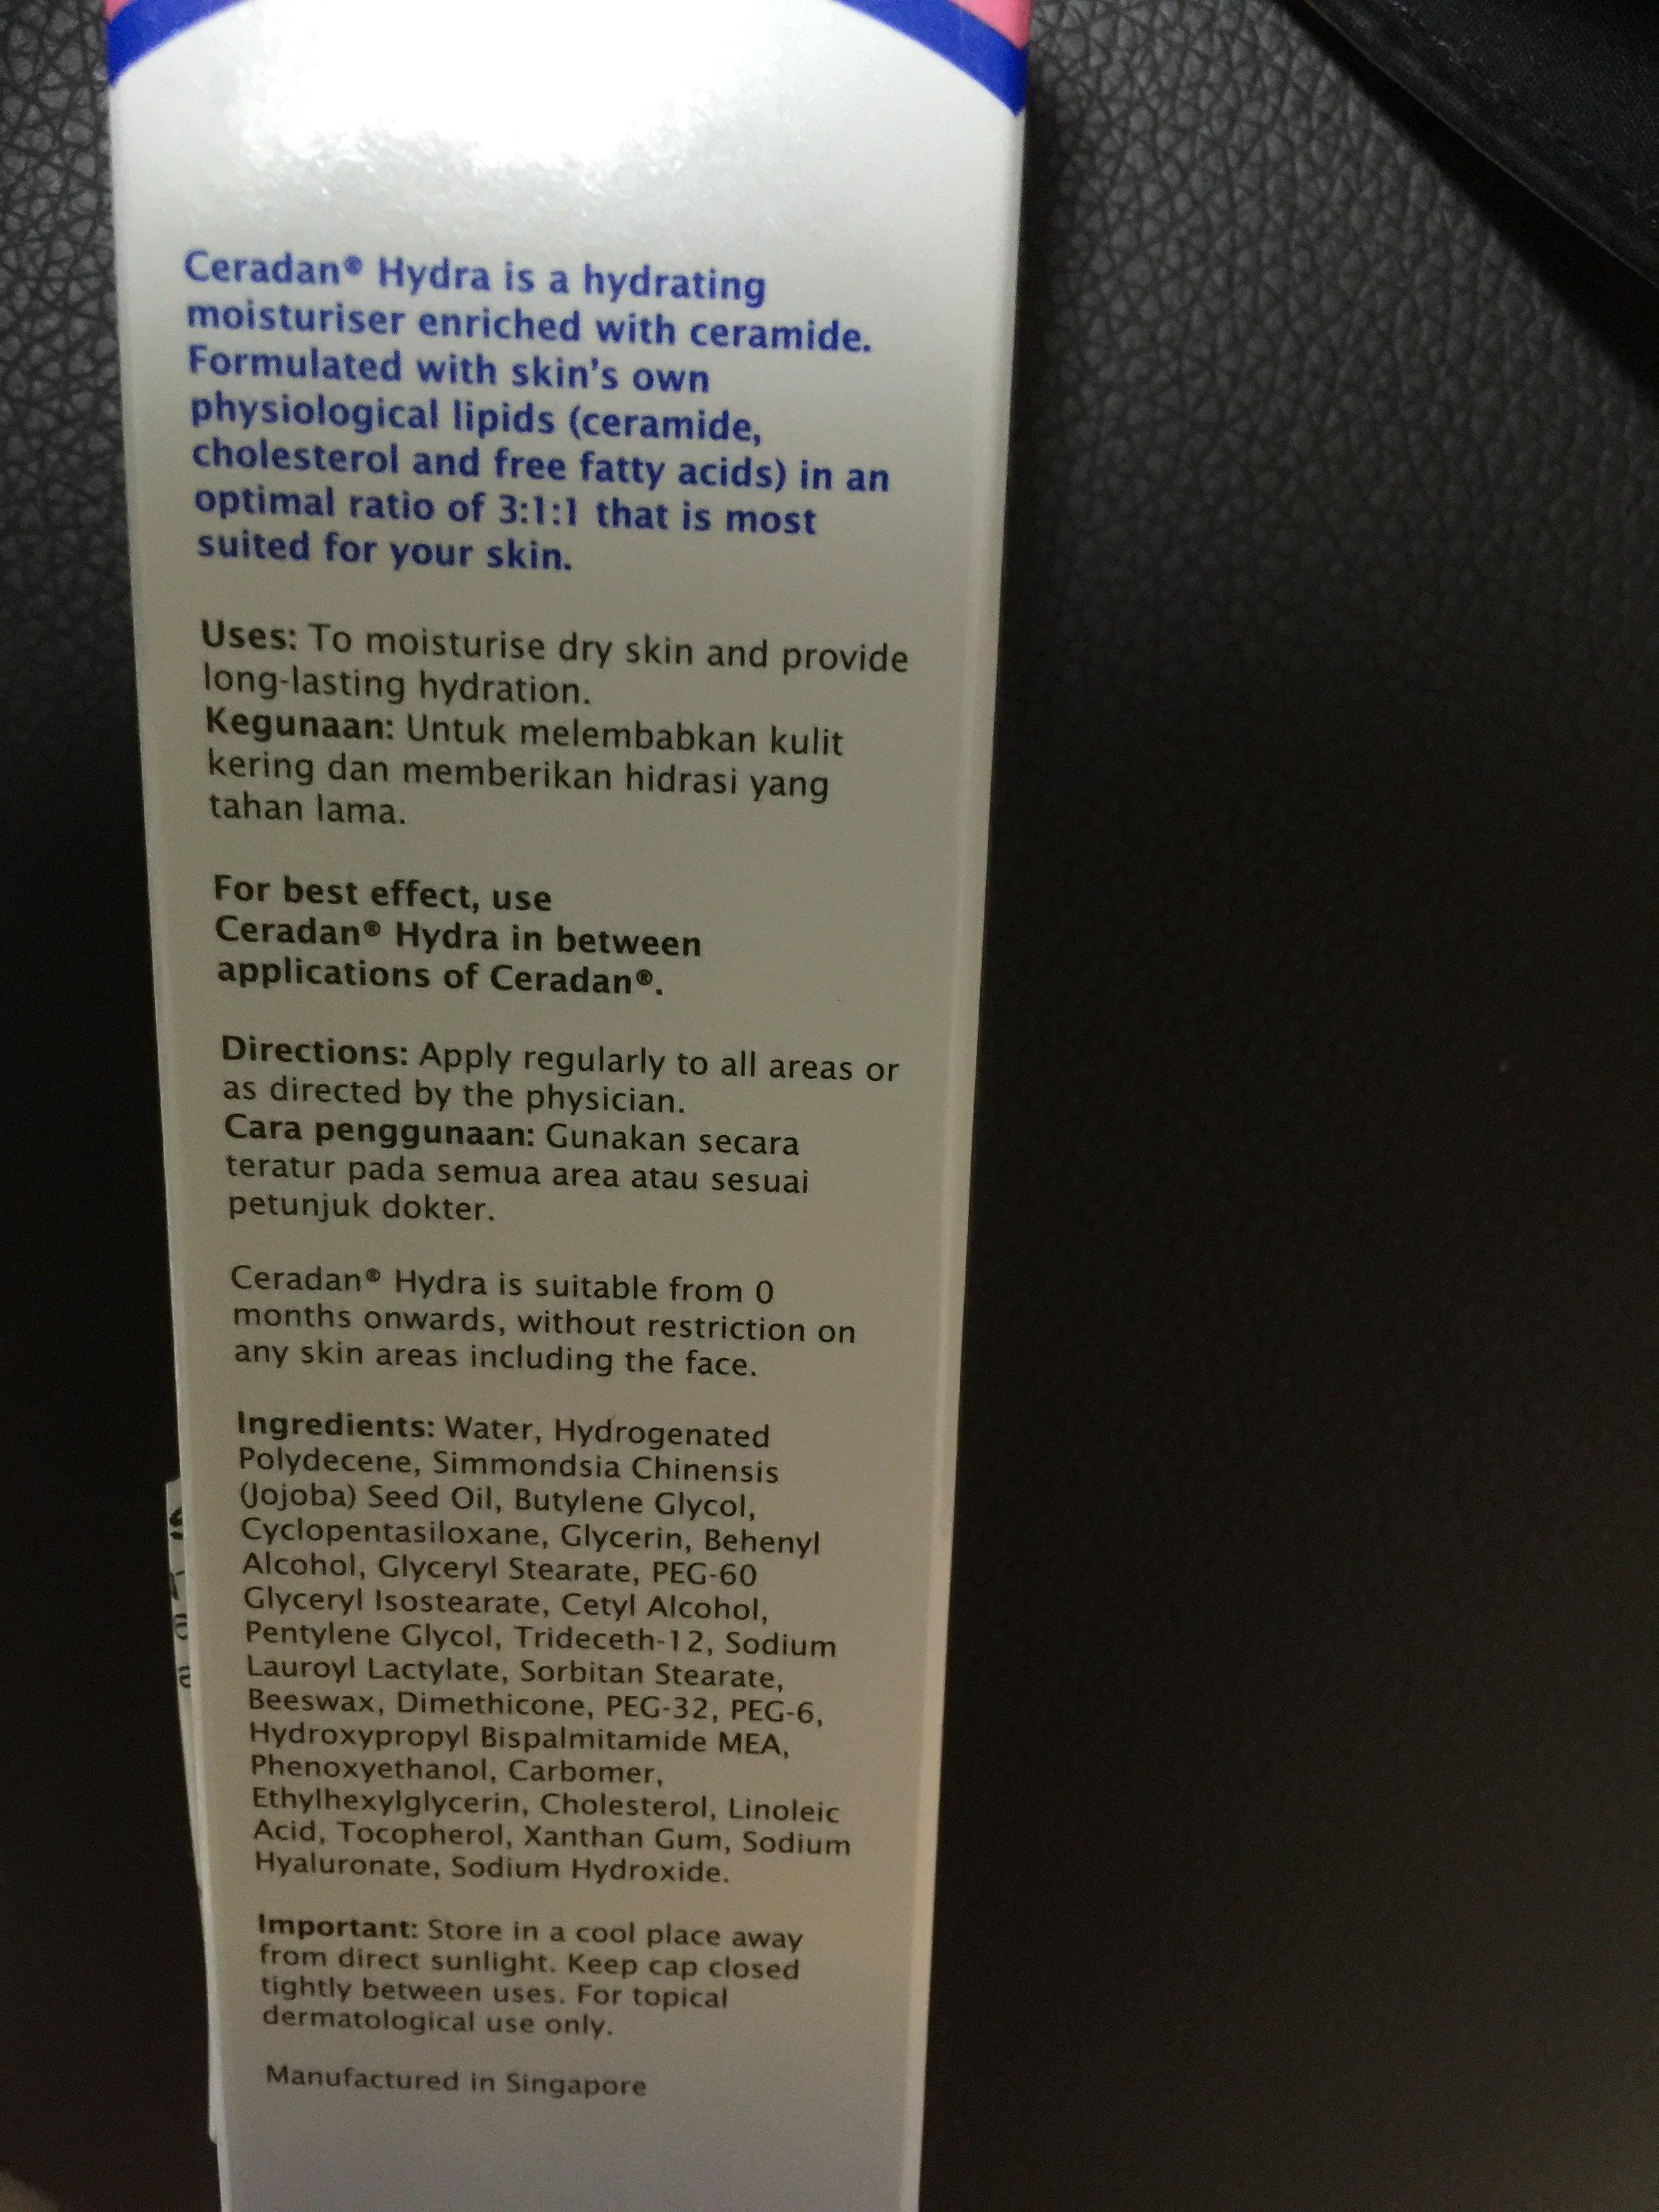 Ceradan® Hydra is a hydrating
moisturiser enriched with ceramide.
Formulated with skin's own
physiological lipids (ceramide,
cholesterol and free fatty acids) in an
optimal ratio of 3:1:1 that is most
suited for your skin.
Uses: To moisturise dry skin and provide
long-lasting hydration.
Kegunaan: Untuk melembabkan kulit
kering dan memberikan hidrasi yang
tahan lama.
For best effect, use
Ceradan® Hydra in between
applications of Ceradan®.
Directions: Apply regularly to all areas or
as directed by the physician.
Cara penggunaan: Gunakan secara
teratur pada semua area atau sesuai
petunjuk dokter.
Ceradan® Hydra is suitable from 0
months onwards, without restriction on
any skin areas including the face.
Ingredients: Water, Hydrogenated
Polydecene, Simmondsia Chinensis
(Jojoba) Seed Oil, Butylene Glycol,
Cyclopentasiloxane, Glycerin, Behenyl
Alcohol, Glyceryl Stearate, PEG-60
Glyceryl Isostearate, Cetyl Alcohol,
Pentylene Glycol, Trideceth-12, Sodium
Lauroyl Lactylate, Sorbitan Stearate,
Beeswax, Dimethicone, PEG-32, PEG-6,
Hydroxypropyl Bispalmitamide MEA,
Phenoxyethanol, Carbomer,
Ethylhexylglycerin, Cholesterol, Linoleic
Acid, Tocopherol, Xanthan Gum, Sodium
Hyaluronate, Sodium Hydroxide.
Important: Store in a cool place away
from direct sunlight. Keep cap closed
tightly between uses. For topical
dermatological use only.
Manufactured in Singapore